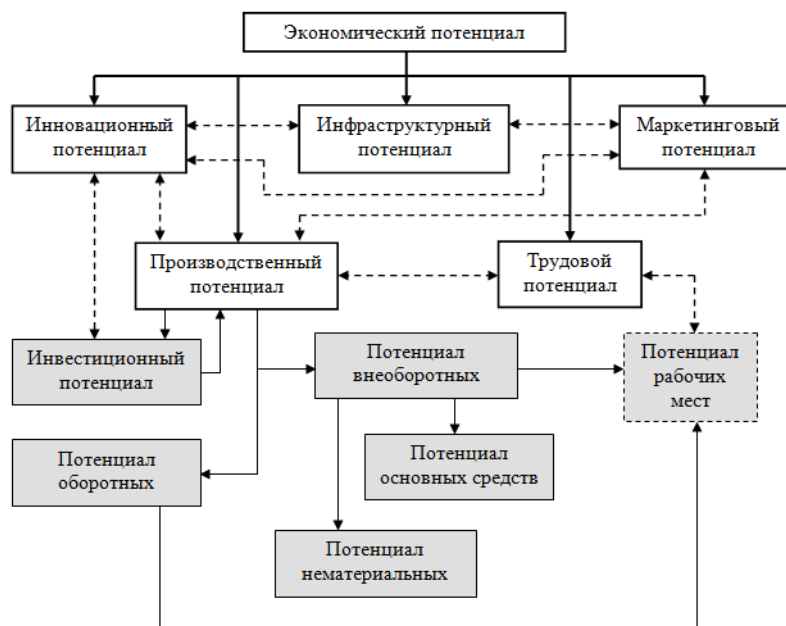 Экономический потенциал
Инновационный
потенциал
Инфраструктурный
потенциал
Маркетинговый
потенциал
Производственный
потенциал
Трудовой
потенциал
Инвестиционный
потенциал
Потенциал
внеоборотных
Потенциал
рабочих
мест
Потенциал
оборотных
Потенциал
основных средств
Потенциал
нематериальных